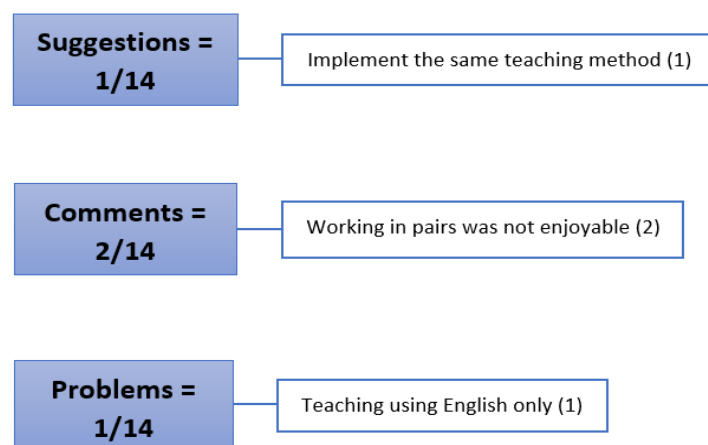 Suggestions =
1/14
Implement the same teaching method (1)
Comments =
2/14
Working in pairs was not enjoyable (2)
Problems =
1/14
Teaching using English only (1)